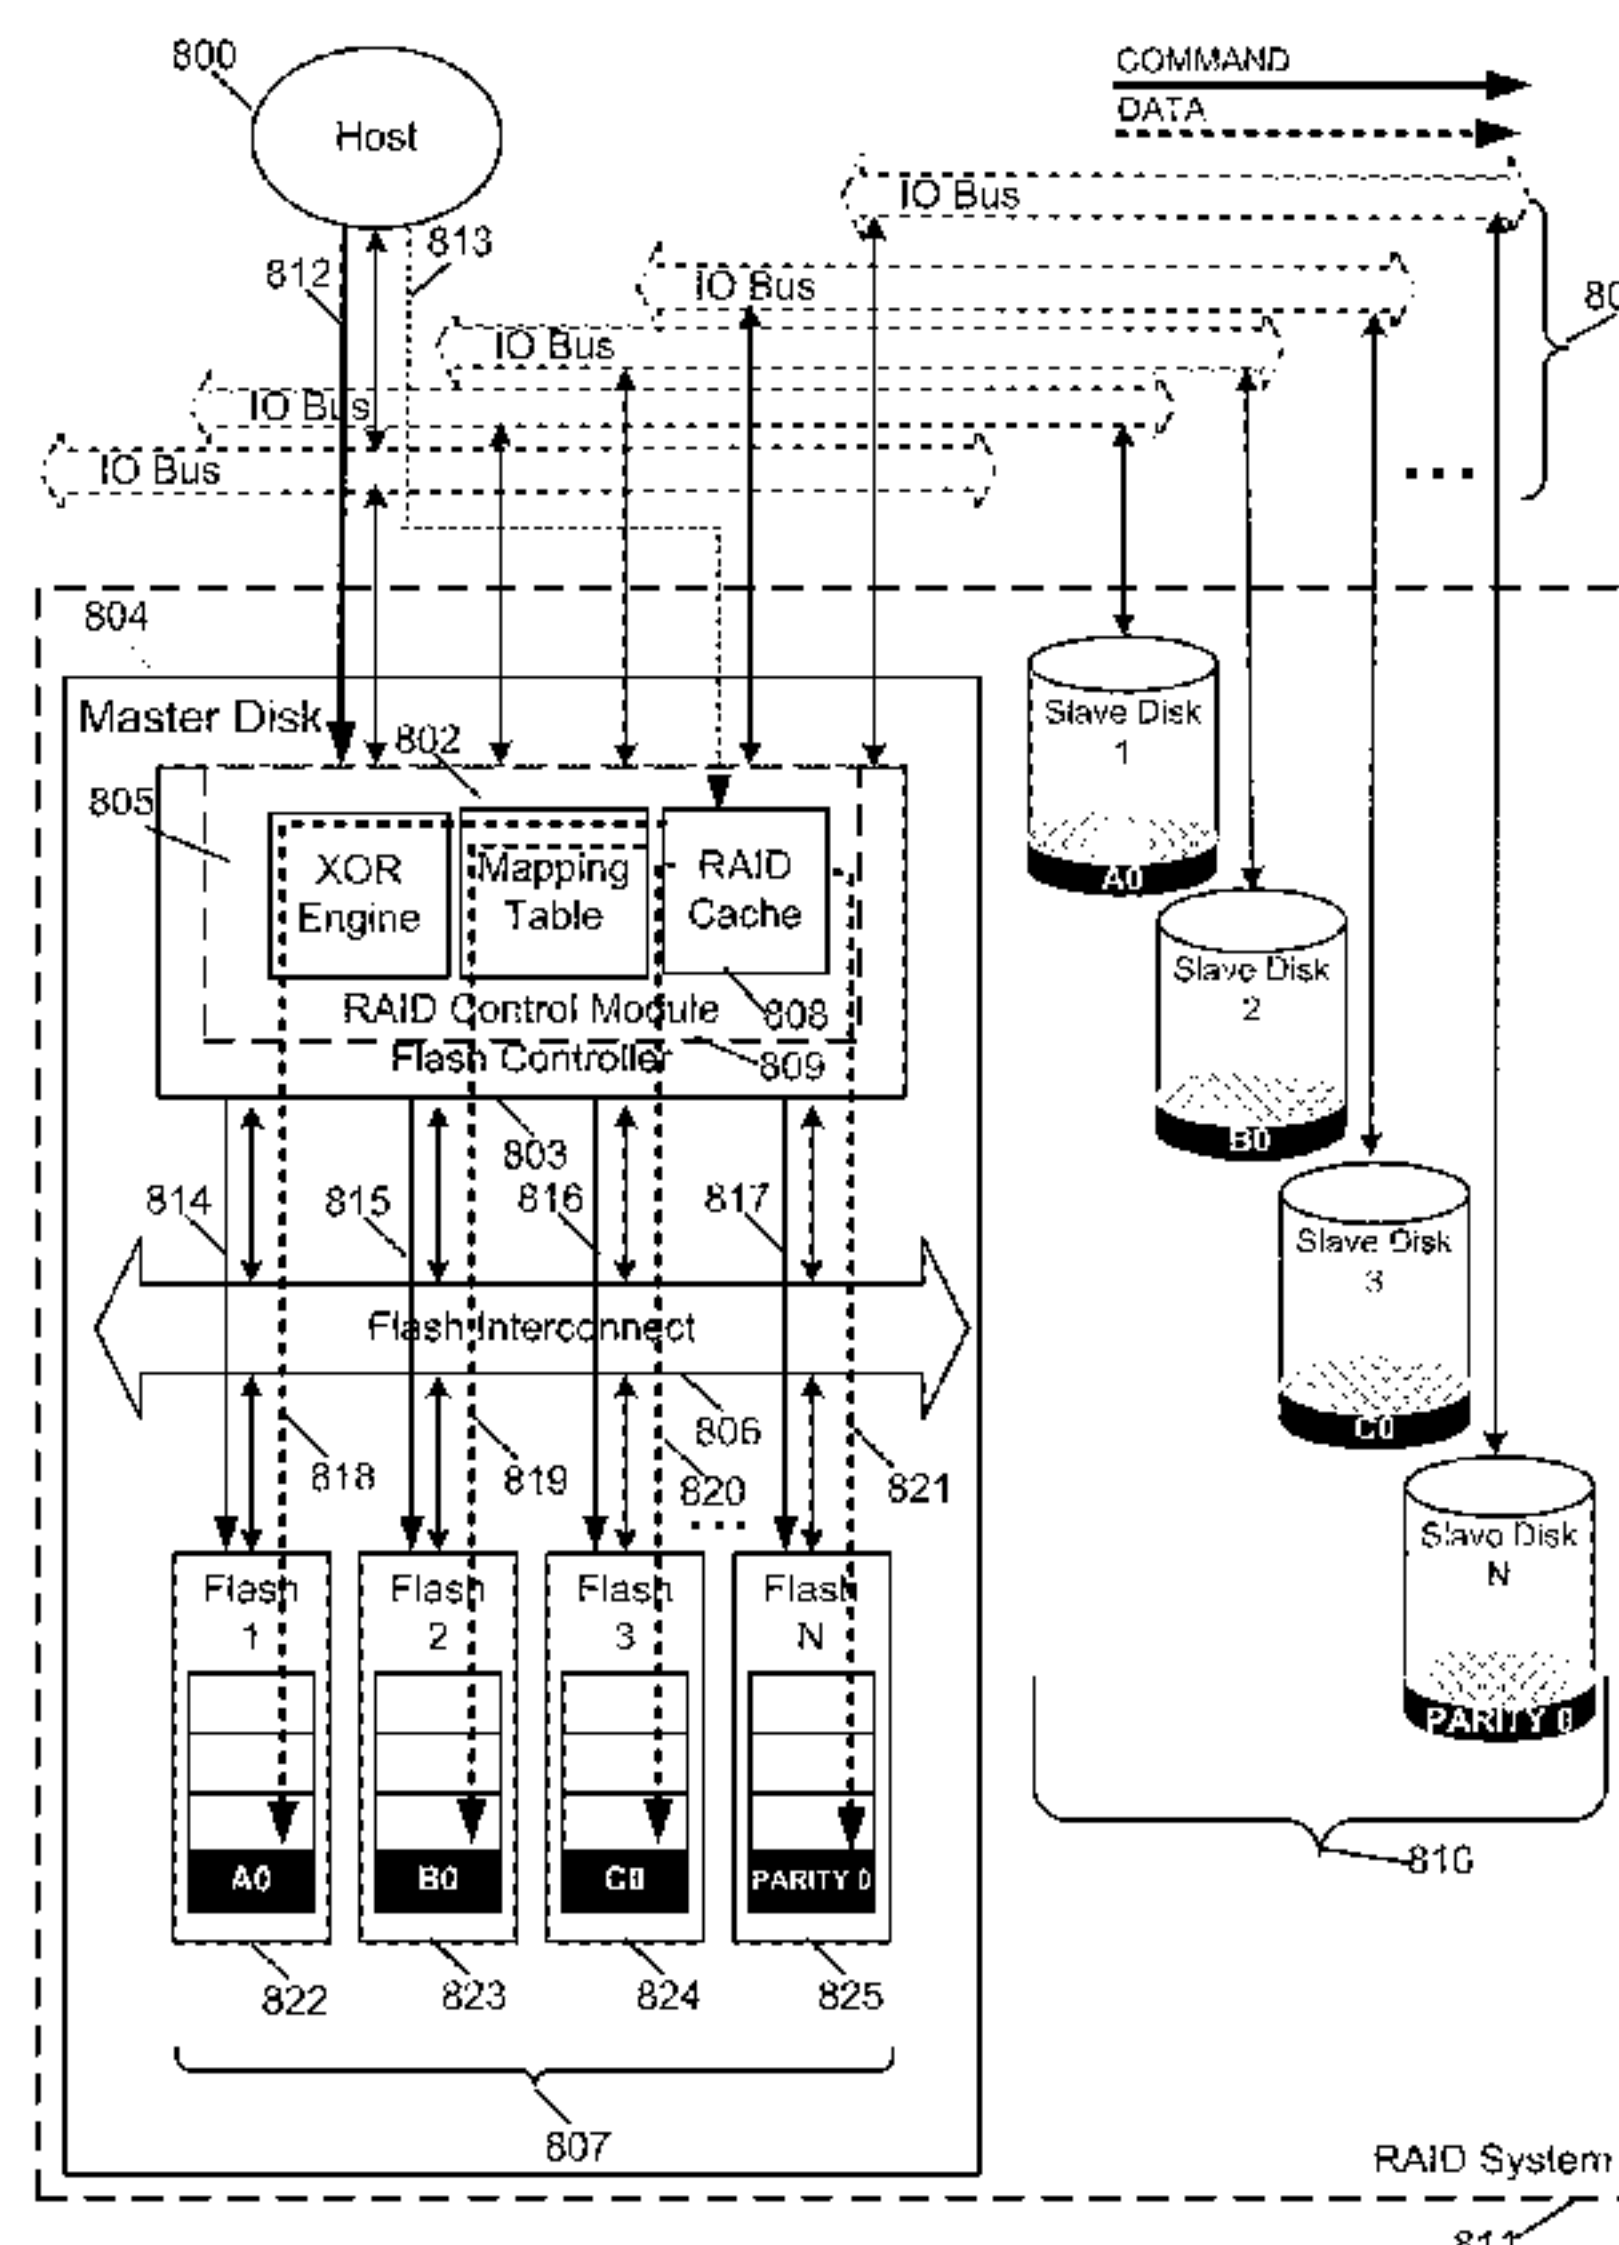 800
Host
COMMAND
DATA
IO Bus
813
812
IO Bus
IO Bus
IO Bus
IO Bus
...
804
Master Disk
802
805
XOR
Engine
Mapping
Table
RAID
Cache
RAID Control Module
808
Flash Controller
809
803
814
815
816
817
Flash Interconnect
806
818
819
820
821
...
Flash
1
Flash
2
Flash
3
Flash
N
A0
B0
C0
PARITY 0
822
823
824
825
807
Slave Disk
1
A0
Slave Disk
2
B0
Slave Disk
3
C0
Slave Disk
N
PARITY 0
810
RAID System
811